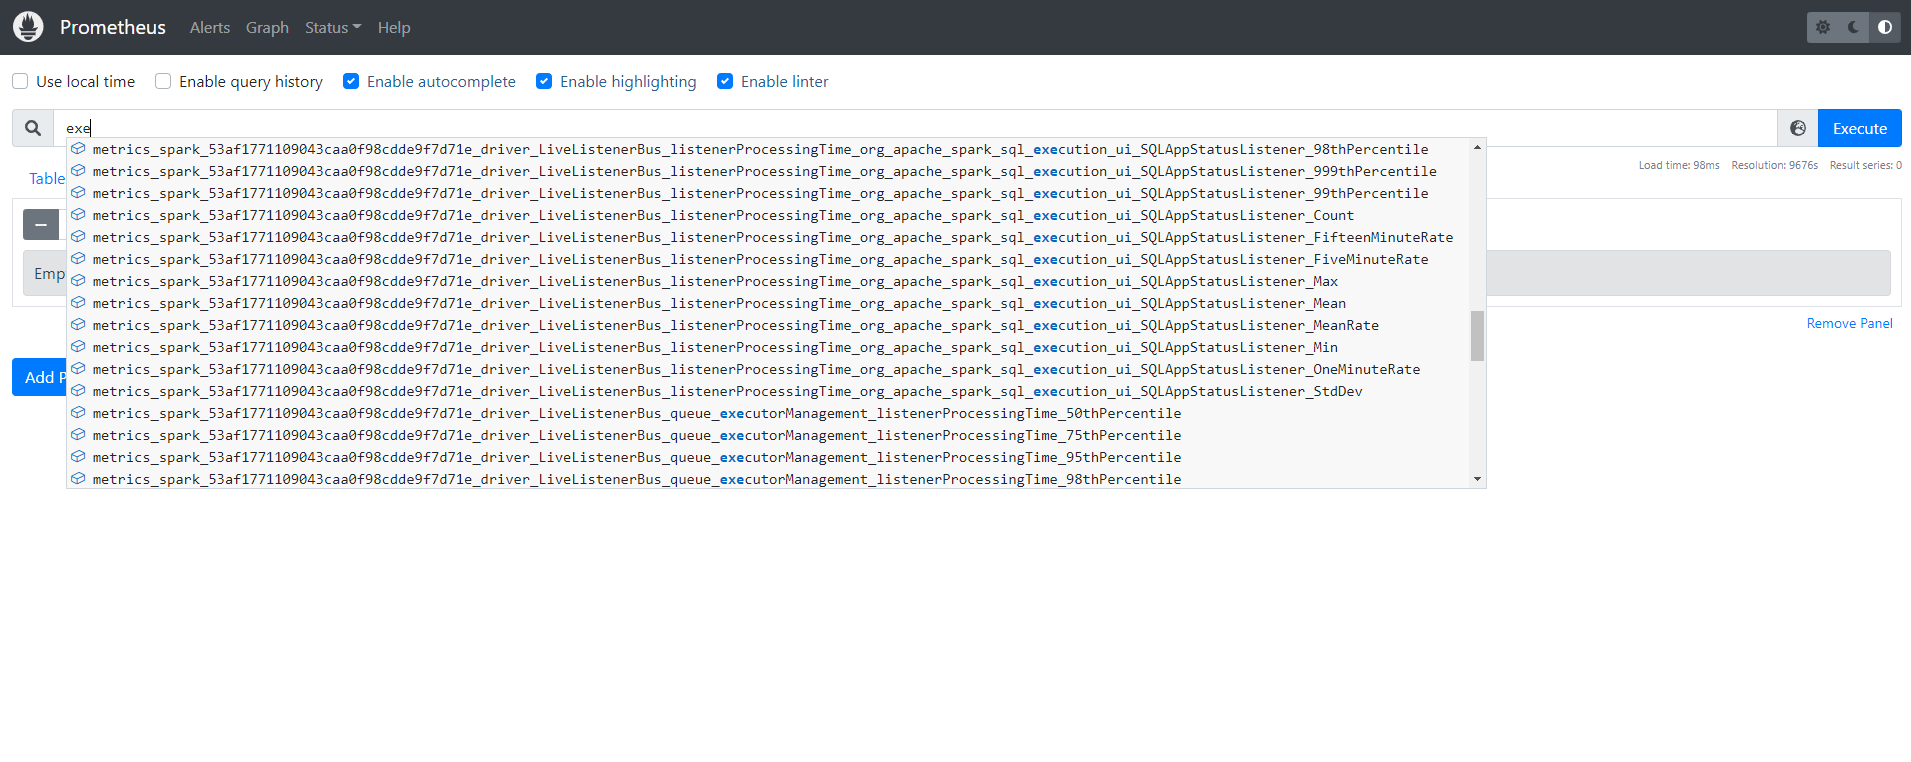 Prometheus Alerts Graph Status Help
Use local time Enable query history Enable autocomplete Enable highlighting Enable linter
exe Execute
metrics_spark_53af1771109043caa0f98cdde9f7d71e_driver_LiveListenerBus_listenerProcessingTime_org_apache_spark_sql_execution_ui_SQLAppStatusListener_98thPercentile
Load time: 98ms Resolution: 9676s Result series: 0
metrics_spark_53af1771109043caa0f98cdde9f7d71e_driver_LiveListenerBus_listenerProcessingTime_org_apache_spark_sql_execution_ui_SQLAppStatusListener_999thPercentile
Table
metrics_spark_53af1771109043caa0f98cdde9f7d71e_driver_LiveListenerBus_listenerProcessingTime_org_apache_spark_sql_execution_ui_SQLAppStatusListener_99thPercentile
metrics_spark_53af1771109043caa0f98cdde9f7d71e_driver_LiveListenerBus_listenerProcessingTime_org_apache_spark_sql_execution_ui_SQLAppStatusListener_Count
metrics_spark_53af1771109043caa0f98cdde9f7d71e_driver_LiveListenerBus_listenerProcessingTime_org_apache_spark_sql_execution_ui_SQLAppStatusListener_FifteenMinuteRate
metrics_spark_53af1771109043caa0f98cdde9f7d71e_driver_LiveListenerBus_listenerProcessingTime_org_apache_spark_sql_execution_ui_SQLAppStatusListener_FiveMinuteRate
Emp
metrics_spark_53af1771109043caa0f98cdde9f7d71e_driver_LiveListenerBus_listenerProcessingTime_org_apache_spark_sql_execution_ui_SQLAppStatusListener_Max
metrics_spark_53af1771109043caa0f98cdde9f7d71e_driver_LiveListenerBus_listenerProcessingTime_org_apache_spark_sql_execution_ui_SQLAppStatusListener_Mean
metrics_spark_53af1771109043caa0f98cdde9f7d71e_driver_LiveListenerBus_listenerProcessingTime_org_apache_spark_sql_execution_ui_SQLAppStatusListener_MeanRate
Remove Panel
metrics_spark_53af1771109043caa0f98cdde9f7d71e_driver_LiveListenerBus_listenerProcessingTime_org_apache_spark_sql_execution_ui_SQLAppStatusListener_Min
metrics_spark_53af1771109043caa0f98cdde9f7d71e_driver_LiveListenerBus_listenerProcessingTime_org_apache_spark_sql_execution_ui_SQLAppStatusListener_OneMinuteRate
Add P
metrics_spark_53af1771109043caa0f98cdde9f7d71e_driver_LiveListenerBus_listenerProcessingTime_org_apache_spark_sql_execution_ui_SQLAppStatusListener_StdDev
metrics_spark_53af1771109043caa0f98cdde9f7d71e_driver_LiveListenerBus_queue_executorManagement_listenerProcessingTime_50thPercentile
metrics_spark_53af1771109043caa0f98cdde9f7d71e_driver_LiveListenerBus_queue_executorManagement_listenerProcessingTime_75thPercentile
metrics_spark_53af1771109043caa0f98cdde9f7d71e_driver_LiveListenerBus_queue_executorManagement_listenerProcessingTime_95thPercentile
metrics_spark_53af1771109043caa0f98cdde9f7d71e_driver_LiveListenerBus_queue_executorManagement_listenerProcessingTime_98thPercentile